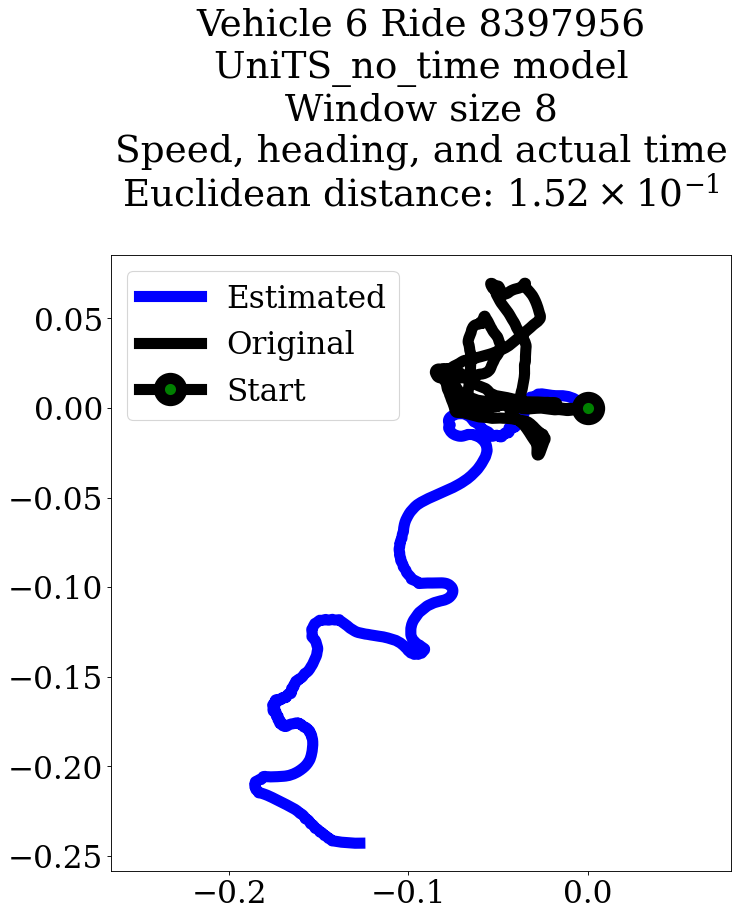 Vehicle 6 Ride 8397956
UniTS_no_time model
Window size 8
Speed, heading, and actual time
Euclidean distance: 1.52 × 10⁻¹
Estimated
Original
Start
0.05
0.00
−0.05
−0.10
−0.15
−0.20
−0.25
−0.2 −0.1 0.0